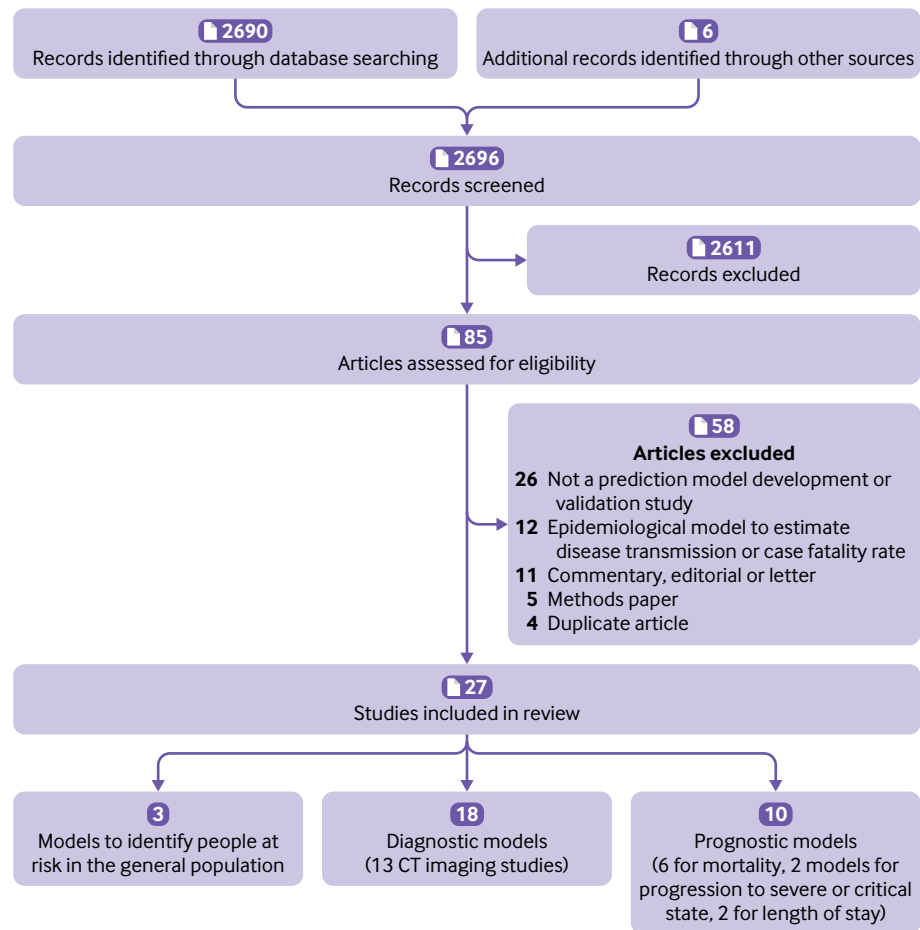 2690
Records identified through database searching
6
Additional records identified through other sources
2696
Records screened
2611
Records excluded
85
Articles assessed for eligibility
58
Articles excluded
26 Not a prediction model development or
validation study
12 Epidemiological model to estimate
disease transmission or case fatality rate
11 Commentary, editorial or letter
5 Methods paper
4 Duplicate article
27
Studies included in review
3
Models to identify people at
risk in the general population
18
Diagnostic models
(13 CT imaging studies)
10
Prognostic models
(6 for mortality, 2 models for
progression to severe or critical
state, 2 for length of stay)